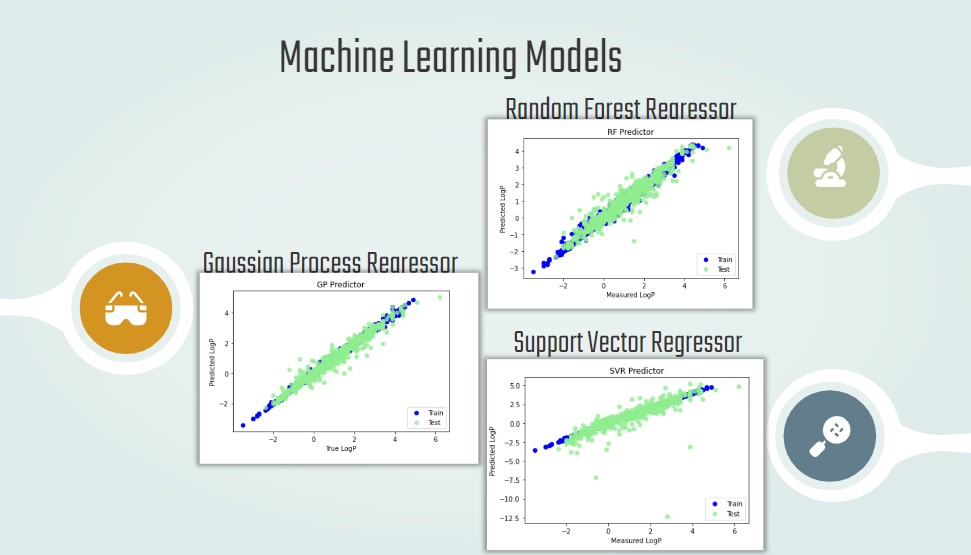 Machine Learning Models
Random Forest Regressor
RF Predictor
4
3
2
1
0
−1
−2
−3
Predicted LogP
−2
0
2
4
6
Measured LogP
Train
Test
Gaussian Process Regressor
GP Predictor
4
2
0
−2
Predicted LogP
−2
0
2
4
6
True LogP
Train
Test
Support Vector Regressor
SVR Predictor
5.0
2.5
0.0
−2.5
−5.0
−7.5
−10.0
−12.5
Predicted LogP
−2
0
2
4
6
Measured LogP
Train
Test